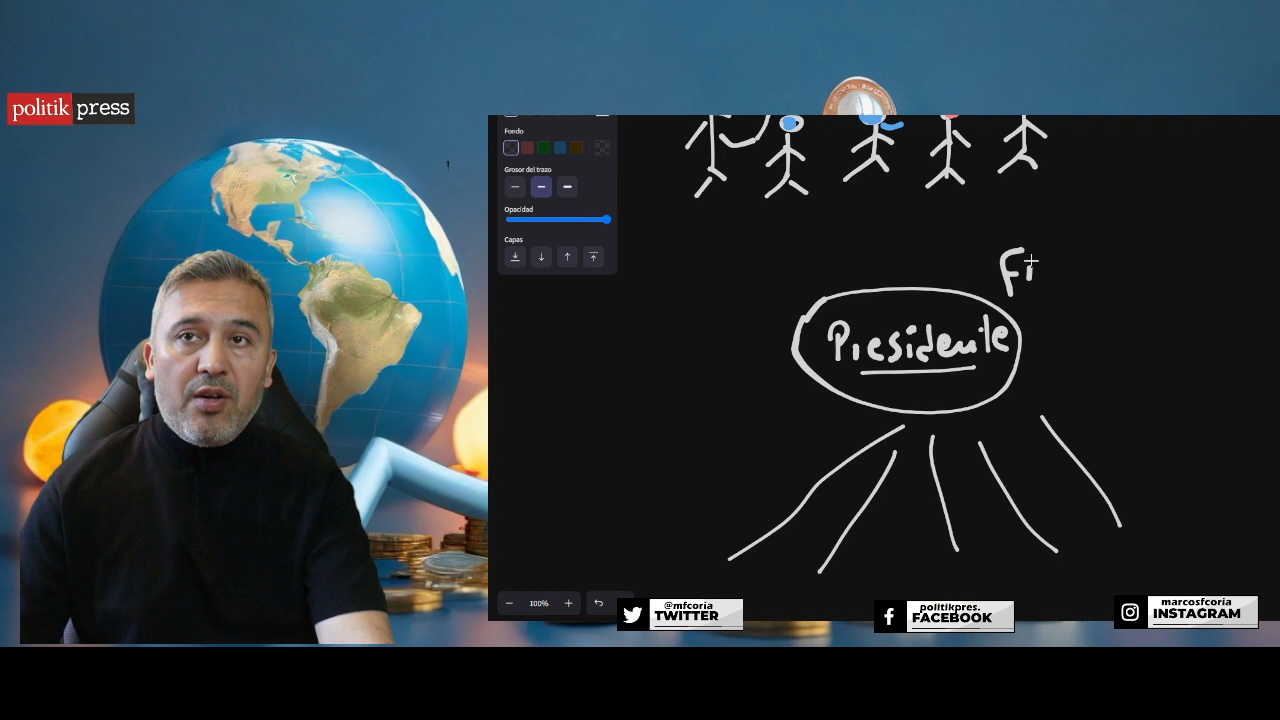 politik press
Fondo
Grosor del trazo
Opacidad
Capas
Fi
Presidente
100%
@mfcoria
TWITTER
politikpres.
FACEBOOK
marcosfcoria
INSTAGRAM